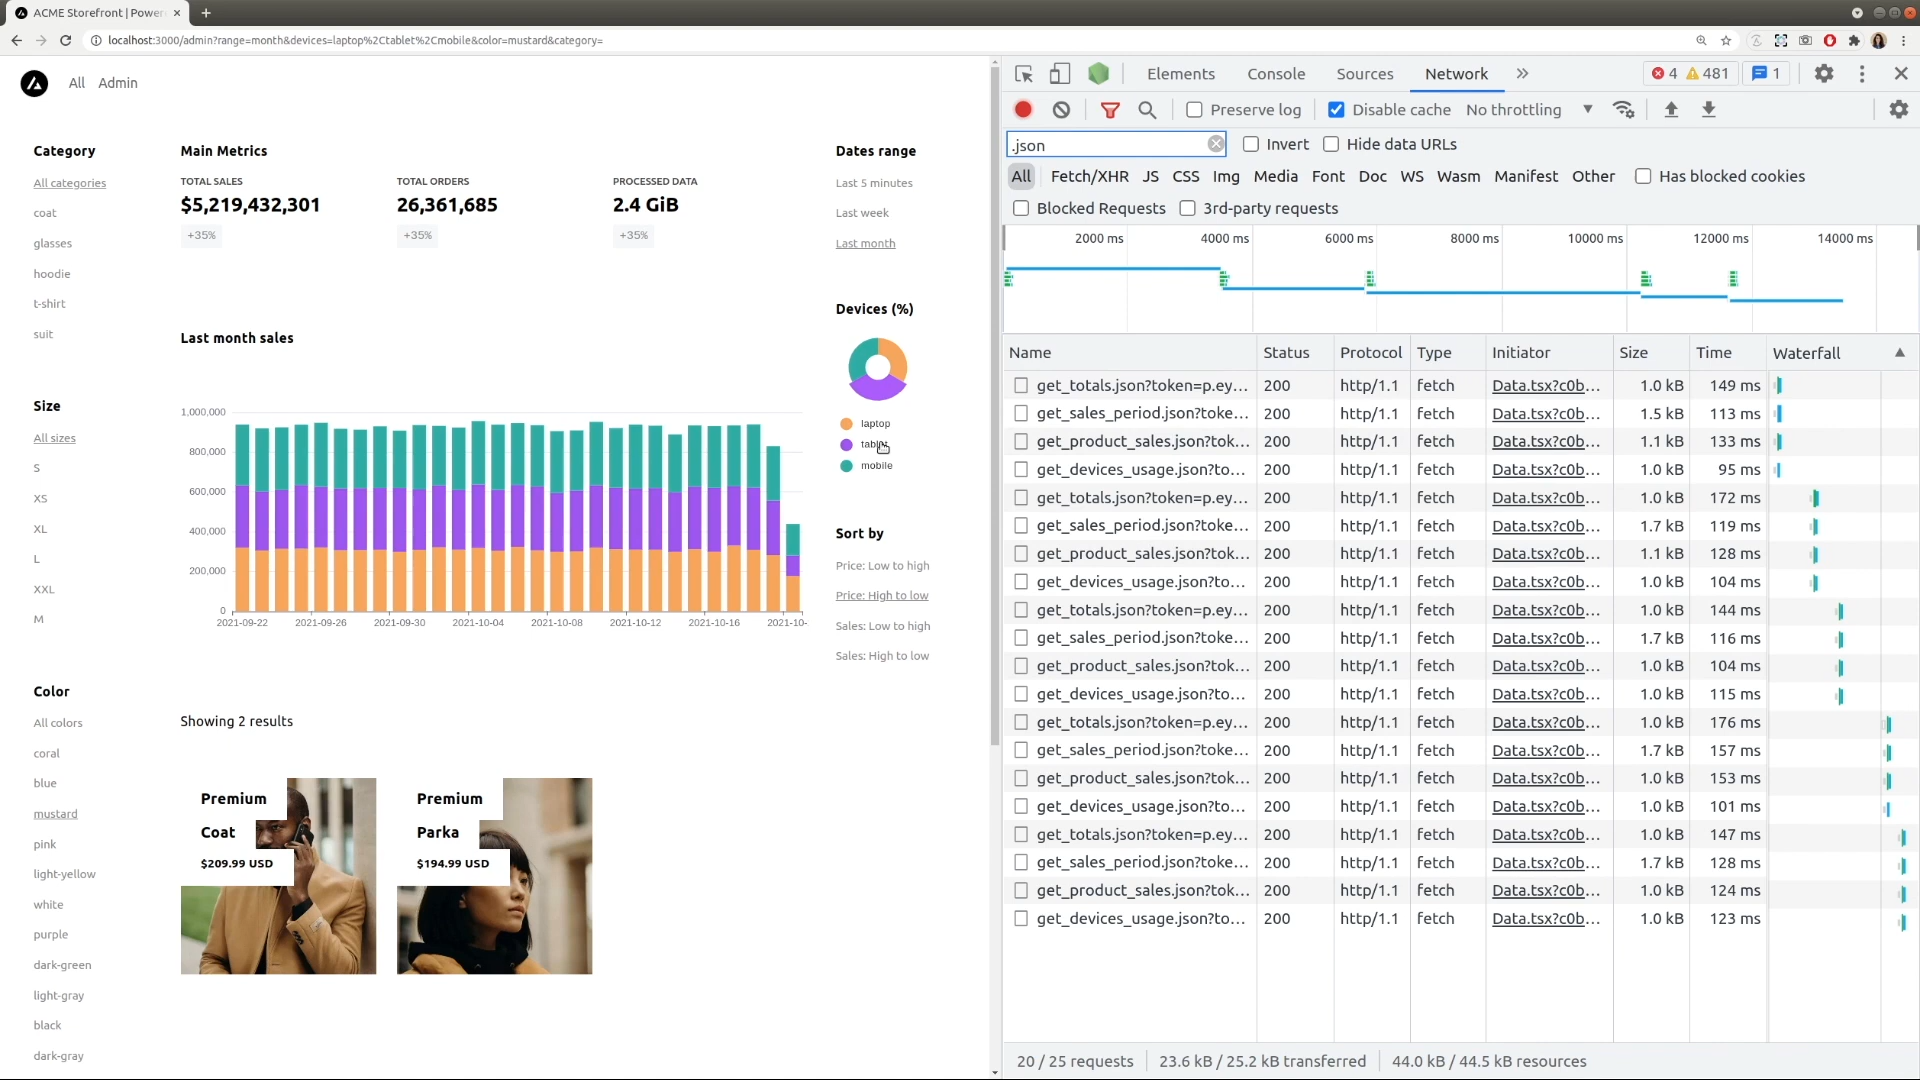 ACME Storefront | Power
localhost:3000/admin?range=month&devices=laptop%2Ctablet%2Cmobile&color=mustard&category=
All Admin
Category
All categories
coat
glasses
hoodie
t-shirt
suit
Size
All sizes
S
XS
XL
L
XXL
M
Color
All colors
coral
blue
mustard
pink
light-yellow
white
purple
dark-green
light-gray
black
dark-gray
Main Metrics
TOTAL SALES TOTAL ORDERS PROCESSED DATA
$5,219,432,301 26,361,685 2.4 GiB
+35% +35% +35%
Last month sales
1,000,000
800,000
600,000
400,000
200,000
0
2021-09-22 2021-09-26 2021-09-30 2021-10-04 2021-10-08 2021-10-12 2021-10-16 2021-10-
Showing 2 results
Premium
Coat
$209.99 USD
Premium
Parka
$194.99 USD
Dates range
Last 5 minutes
Last week
Last month
Devices (%)
laptop
mobile
Sort by
Price: Low to high
Price: High to low
Sales: Low to high
Sales: High to low
Elements Console Sources Network 4 481 1
Preserve log Disable cache No throttling
.json Invert Hide data URLs
All Fetch/XHR JS CSS Img Media Font Doc WS Wasm Manifest Other Has blocked cookies
Blocked Requests 3rd-party requests
2000 ms 4000 ms 6000 ms 8000 ms 10000 ms 12000 ms 14000 ms
Name Status Protocol Type Initiator Size Time Waterfall
get_totals.json?token=p.ey... 200 http/1.1 fetch Data.tsx?c0b... 1.0 kB 149 ms
get_sales_period.json?toke... 200 http/1.1 fetch Data.tsx?c0b... 1.5 kB 113 ms
get_product_sales.json?tok... 200 http/1.1 fetch Data.tsx?c0b... 1.1 kB 133 ms
get_devices_usage.json?to... 200 http/1.1 fetch Data.tsx?c0b... 1.0 kB 95 ms
get_totals.json?token=p.ey... 200 http/1.1 fetch Data.tsx?c0b... 1.0 kB 172 ms
get_sales_period.json?toke... 200 http/1.1 fetch Data.tsx?c0b... 1.7 kB 119 ms
get_product_sales.json?tok... 200 http/1.1 fetch Data.tsx?c0b... 1.1 kB 128 ms
get_devices_usage.json?to... 200 http/1.1 fetch Data.tsx?c0b... 1.0 kB 104 ms
get_totals.json?token=p.ey... 200 http/1.1 fetch Data.tsx?c0b... 1.0 kB 144 ms
get_sales_period.json?toke... 200 http/1.1 fetch Data.tsx?c0b... 1.7 kB 116 ms
get_product_sales.json?tok... 200 http/1.1 fetch Data.tsx?c0b... 1.0 kB 104 ms
get_devices_usage.json?to... 200 http/1.1 fetch Data.tsx?c0b... 1.0 kB 115 ms
get_totals.json?token=p.ey... 200 http/1.1 fetch Data.tsx?c0b... 1.0 kB 176 ms
get_sales_period.json?toke... 200 http/1.1 fetch Data.tsx?c0b... 1.7 kB 157 ms
get_product_sales.json?tok... 200 http/1.1 fetch Data.tsx?c0b... 1.0 kB 153 ms
get_devices_usage.json?to... 200 http/1.1 fetch Data.tsx?c0b... 1.0 kB 101 ms
get_totals.json?token=p.ey... 200 http/1.1 fetch Data.tsx?c0b... 1.0 kB 147 ms
get_sales_period.json?toke... 200 http/1.1 fetch Data.tsx?c0b... 1.7 kB 128 ms
get_product_sales.json?tok... 200 http/1.1 fetch Data.tsx?c0b... 1.0 kB 124 ms
get_devices_usage.json?to... 200 http/1.1 fetch Data.tsx?c0b... 1.0 kB 123 ms
20 / 25 requests 23.6 kB / 25.2 kB transferred 44.0 kB / 44.5 kB resources